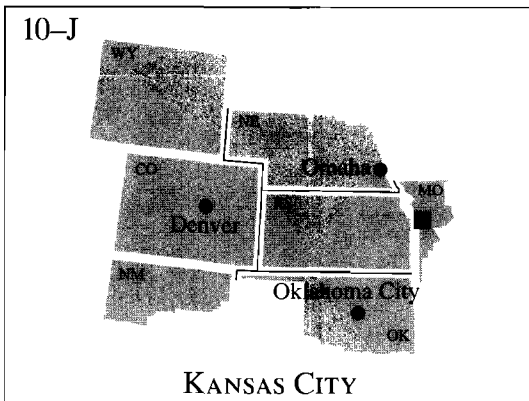 10–J
WY
NE
Omaha
CO
MO
KS
Denver
NM
Oklahoma City
OK
KANSAS CITY